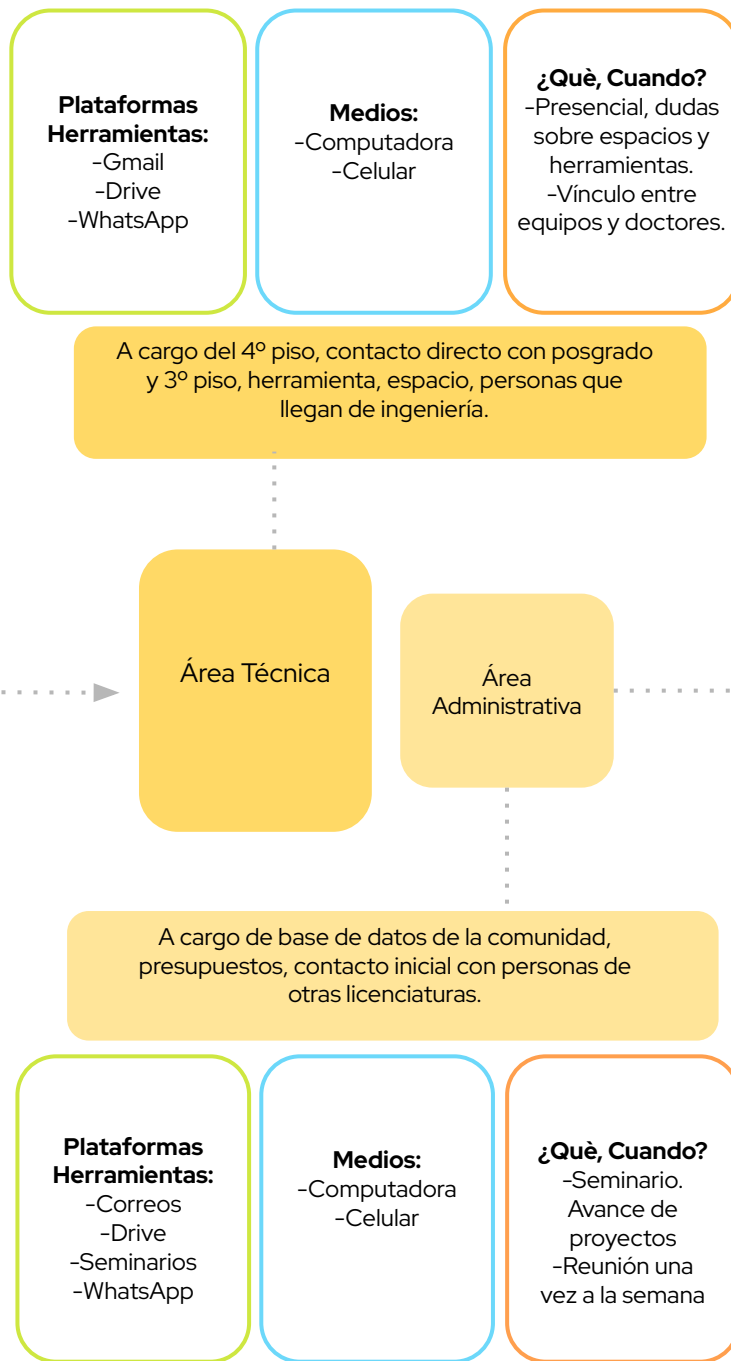 Plataformas
Herramientas:
-Gmail
-Drive
-WhatsApp
Medios:
-Computadora
-Celular
¿Què, Cuando?
-Presencial, dudas
sobre espacios y
herramientas.
-Vínculo entre
equipos y doctores.
A cargo del 4º piso, contacto directo con posgrado
y 3º piso, herramienta, espacio, personas que
llegan de ingeniería.
Área Técnica
Área
Administrativa
A cargo de base de datos de la comunidad,
presupuestos, contacto inicial con personas de
otras licenciaturas.
Plataformas
Herramientas:
-Correos
-Drive
-Seminarios
-WhatsApp
Medios:
-Computadora
-Celular
¿Què, Cuando?
-Seminario.
Avance de
proyectos
-Reunión una
vez a la semana